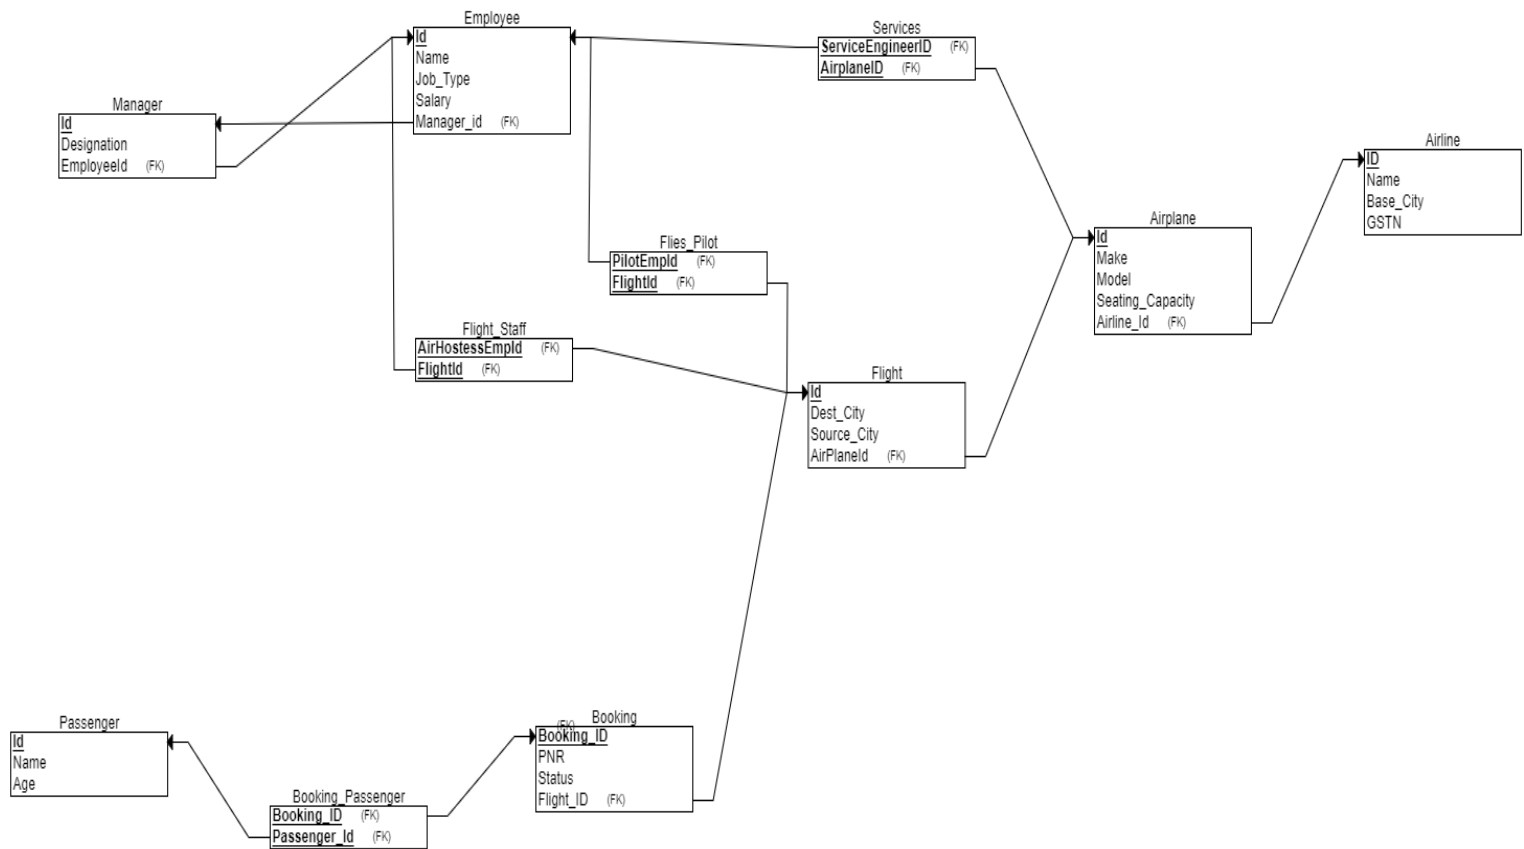 Employee
Id
Name
Job_Type
Salary
Manager_id (FK)
Services
ServiceEngineerID (FK)
AirplaneID (FK)
Manager
Id
Designation
EmployeeId (FK)
Airline
ID
Name
Base_City
GSTN
Airplane
Id
Make
Model
Seating_Capacity
Airline_Id (FK)
Flies_Pilot
PilotEmpId (FK)
FlightId (FK)
Flight_Staff
AirHostessEmpId (FK)
FlightId (FK)
Flight
Id
Dest_City
Source_City
AirPlaneId (FK)
Passenger
Id
Name
Age
Booking_Passenger
Booking_ID (FK)
Passenger_Id (FK)
Booking
(FK)
Booking_ID
PNR
Status
Flight_ID (FK)